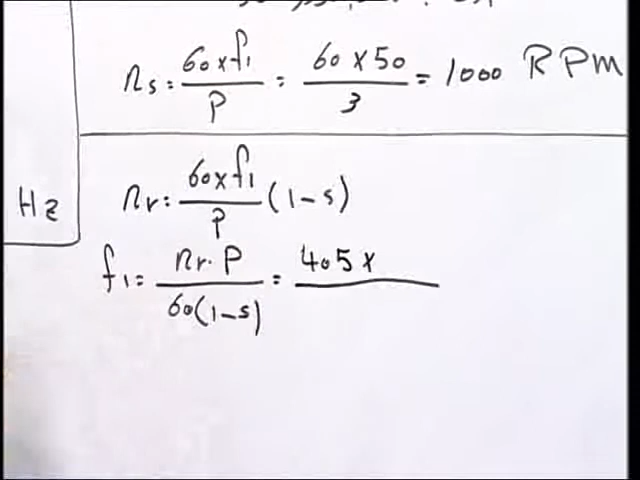 ns = 60 x f1 / P = 60 x 50 / 3 = 1000 RPM
Hz
nr = 60 x f1 / P (1-s)
f1 = nr. P / 60(1-s) = 405 x